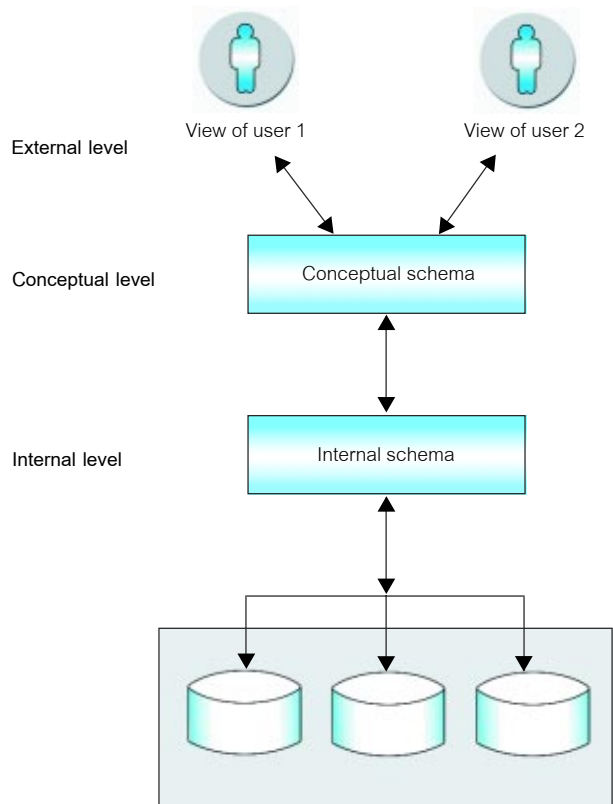 View of user 1
View of user 2
External level
Conceptual level
Conceptual schema
Internal level
Internal schema